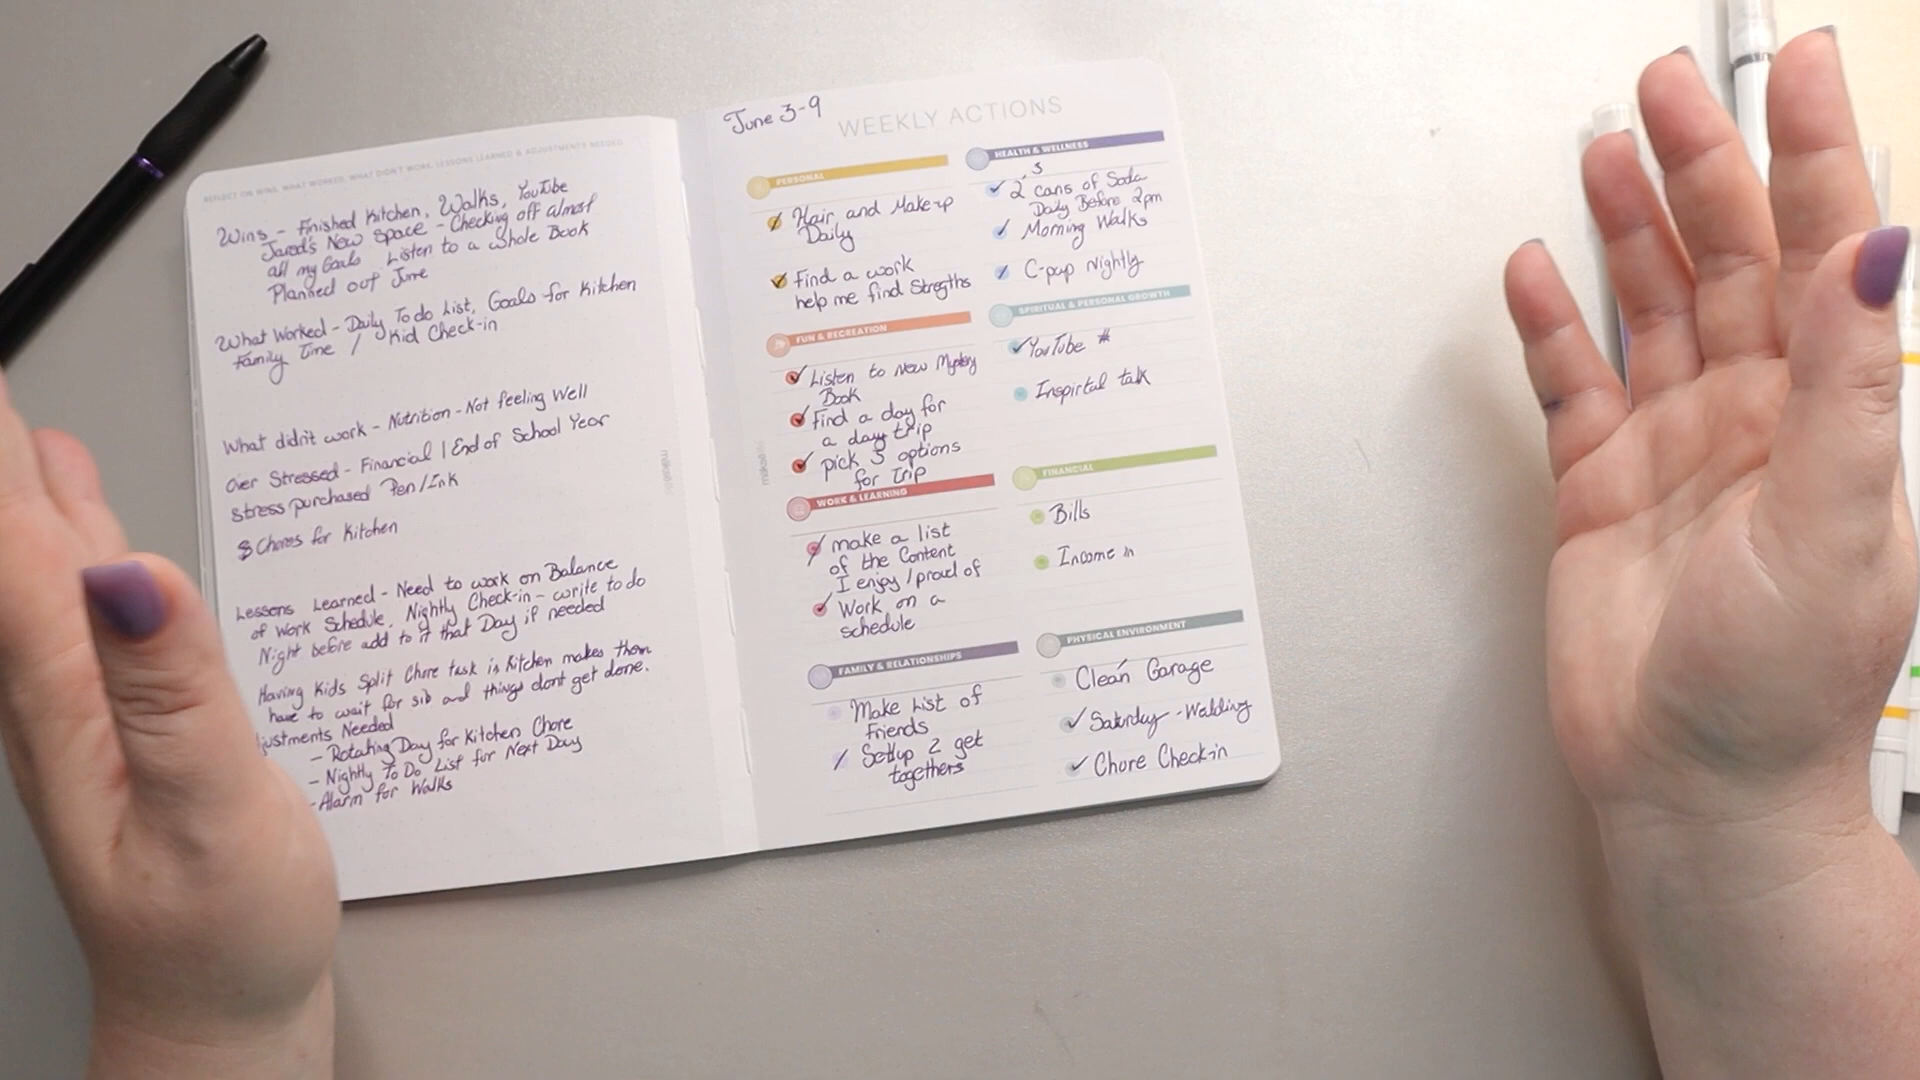 REFLECT ON WINS, WHAT WORKED, WHAT DIDN'T WORK, LESSONS LEARNED & ADJUSTMENTS NEEDED
Wins - Finished Kitchen, Walks, YouTube
Jared's New Space - Checking off almost
all my Goals Listen to a whole Book
Planned out June
What Worked - Daily To do List, Goals for Kitchen
Family Time / Kid Check-in
What didn't work - Nutrition - Not feeling Well
over Stressed - Financial | End of School Year
Stress purchased Pen/Ink
Chores for Kitchen
Lessons Learned - Need to work on Balance
of Work Schedule, Nightly Check-in - write to do
Night before add to it that Day if needed
Having Kids Split Chore task is Kitchen makes them
have to wait for sib and things dont get done.
justments Needed
- Rotating Day for Kitchen Chore
- Nightly To Do List for Next Day
- Alarm for Walks
June 3-9
WEEKLY ACTIONS
PERSONAL
Hair and Make-up
Daily
Find a work
help me find Stregths
FUN & RECREATION
Listen to New Mystery
Book
Find a day for
a day trip
pick 3 options
for trip
WORK & LEARNING
make a list
of the Content
I enjoy/proud of
Work on a
schedule
FAMILY & RELATIONSHIPS
Make List of
Friends
Setup 2 get
togethers
HEALTH & WELLNESS
3
2 cans of Soda
Daily Before 2pm
Morning Walks
C-pap Nightly
SPIRITUAL & PERSONAL GROWTH
YouTube #
Inspirtal talk
FINANCIAL
Bills
Income in
PHYSICAL ENVIRONMENT
Clean Garage
Saturday - Wedding
Chore Check-in